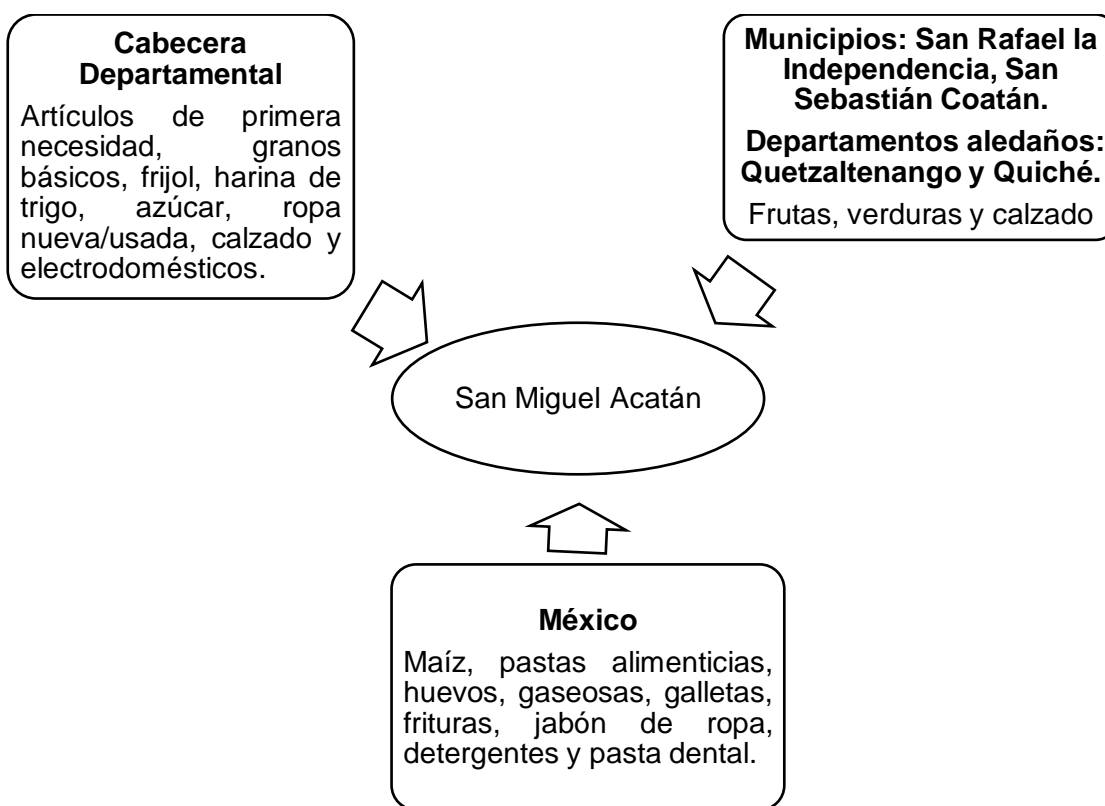 Cabecera
Departamental
Artículos de primera
necesidad, granos
básicos, frijol, harina de
trigo, azúcar, ropa
nueva/usada, calzado y
electrodomésticos.
Municipios: San Rafael la
Independencia, San
Sebastián Coatán.
Departamentos aledaños:
Quetzaltenango y Quiché.
Frutas, verduras y calzado
San Miguel Acatán
México
Maíz, pastas alimenticias,
huevos, gaseosas, galletas,
frituras, jabón de ropa,
detergentes y pasta dental.